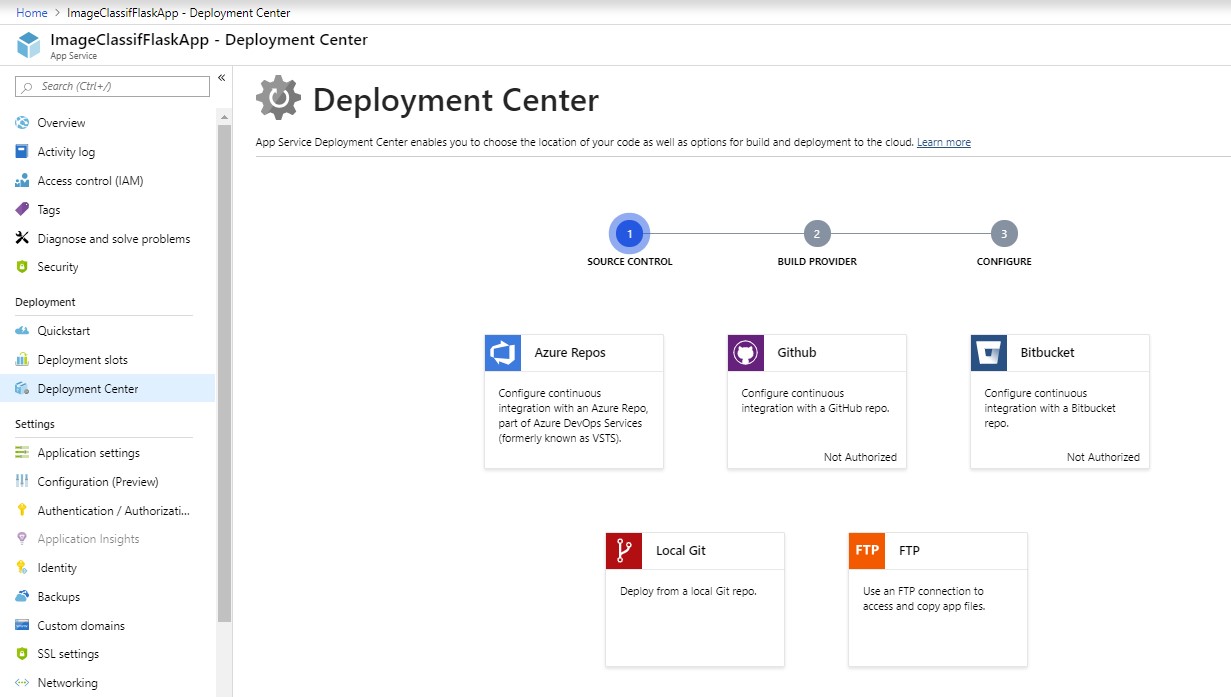 Home > ImageClassifFlaskApp - Deployment Center
ImageClassifFlaskApp - Deployment Center
App Service
Search (Ctrl+/)
«
Overview
Activity log
Access control (IAM)
Tags
Diagnose and solve problems
Security
Deployment
Quickstart
Deployment slots
Deployment Center
Settings
Application settings
Configuration (Preview)
Authentication / Authorizati...
Application Insights
Identity
Backups
Custom domains
SSL settings
Networking
Deployment Center
App Service Deployment Center enables you to choose the location of your code as well as options for build and deployment to the cloud. Learn more
1 2 3
SOURCE CONTROL BUILD PROVIDER CONFIGURE
Azure Repos
Configure continuous
integration with an Azure Repo,
part of Azure DevOps Services
(formerly known as VSTS).
Github
Configure continuous
integration with a GitHub repo.
Not Authorized
Bitbucket
Configure continuous
integration with a Bitbucket
repo.
Not Authorized
Local Git
Deploy from a local Git repo.
FTP FTP
Use an FTP connection to
access and copy app files.